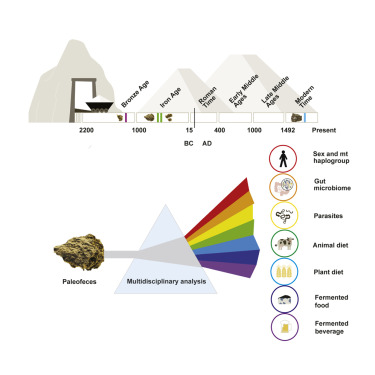 Bronze Age
Iron Age
Roman
Time
Early Middle
Ages
Late Middle
Ages
Modern
Time
2200 1000 15 400 1000 1492 Present
BC AD
Sex and mt
haplogroup
Gut
microbiome
Parasites
Animal diet
Plant diet
Fermented
food
Fermented
beverage
Paleofeces
Multidisciplinary analysis